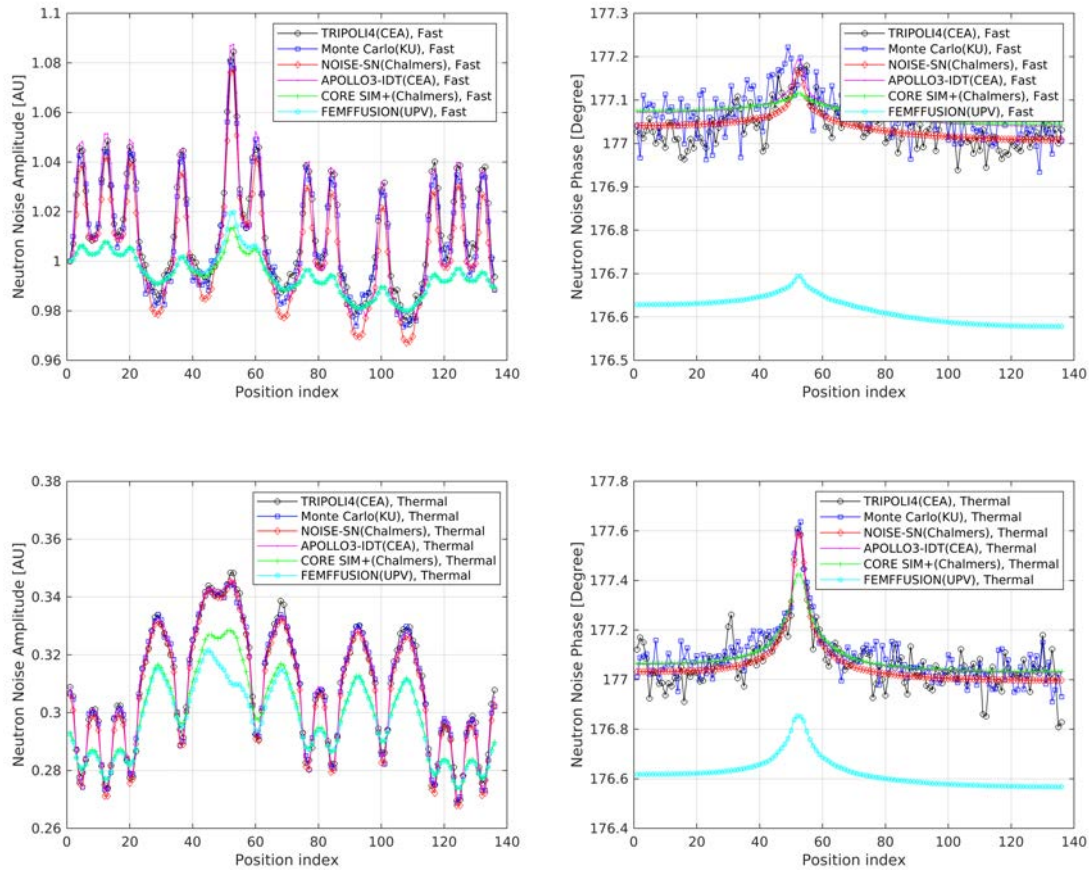 1.1
1.08
1.06
1.04
1.02
1
0.98
0.96
Neutron Noise Amplitude [AU]
TRIPOLI4(CEA), Fast
Monte Carlo(KU), Fast
NOISE-SN(Chalmers), Fast
APOLLO3-IDT(CEA), Fast
CORE SIM+(Chalmers), Fast
FEMFFUSION(UPV), Fast
0 20 40 60 80 100 120 140
Position index
177.3
177.2
177.1
177
176.9
176.8
176.7
176.6
176.5
Neutron Noise Phase [Degree]
TRIPOLI4(CEA), Fast
Monte Carlo(KU), Fast
NOISE-SN(Chalmers), Fast
APOLLO3-IDT(CEA), Fast
CORE SIM+(Chalmers), Fast
FEMFFUSION(UPV), Fast
0 20 40 60 80 100 120 140
Position index
0.38
0.36
0.34
0.32
0.3
0.28
0.26
Neutron Noise Amplitude [AU]
TRIPOLI4(CEA), Thermal
Monte Carlo(KU), Thermal
NOISE-SN(Chalmers), Thermal
APOLLO3-IDT(CEA), Thermal
CORE SIM+(Chalmers), Thermal
FEMFFUSION(UPV), Thermal
0 20 40 60 80 100 120 140
Position index
177.8
177.6
177.4
177.2
177
176.8
176.6
176.4
Neutron Noise Phase [Degree]
TRIPOLI4(CEA), Thermal
Monte Carlo(KU), Thermal
NOISE-SN(Chalmers), Thermal
APOLLO3-IDT(CEA), Thermal
CORE SIM+(Chalmers), Thermal
FEMFFUSION(UPV), Thermal
0 20 40 60 80 100 120 140
Position index